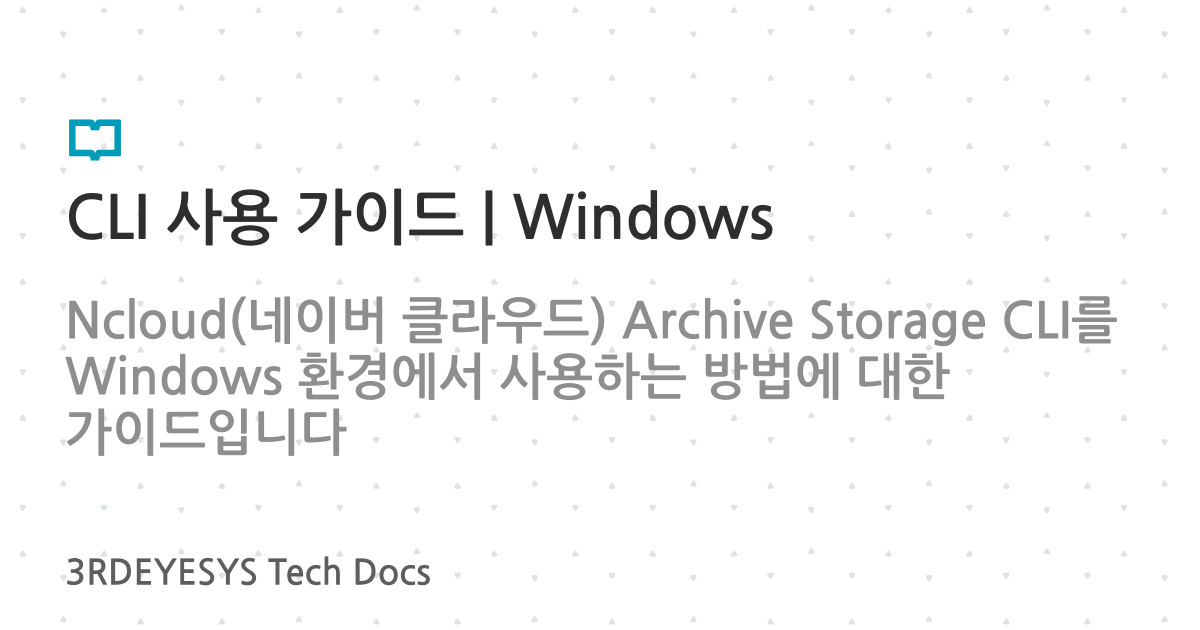 CLI 사용 가이드 | Windows
Ncloud(네이버 클라우드) Archive Storage CLI를
Windows 환경에서 사용하는 방법에 대한
가이드입니다
3RDEYESYS Tech Docs